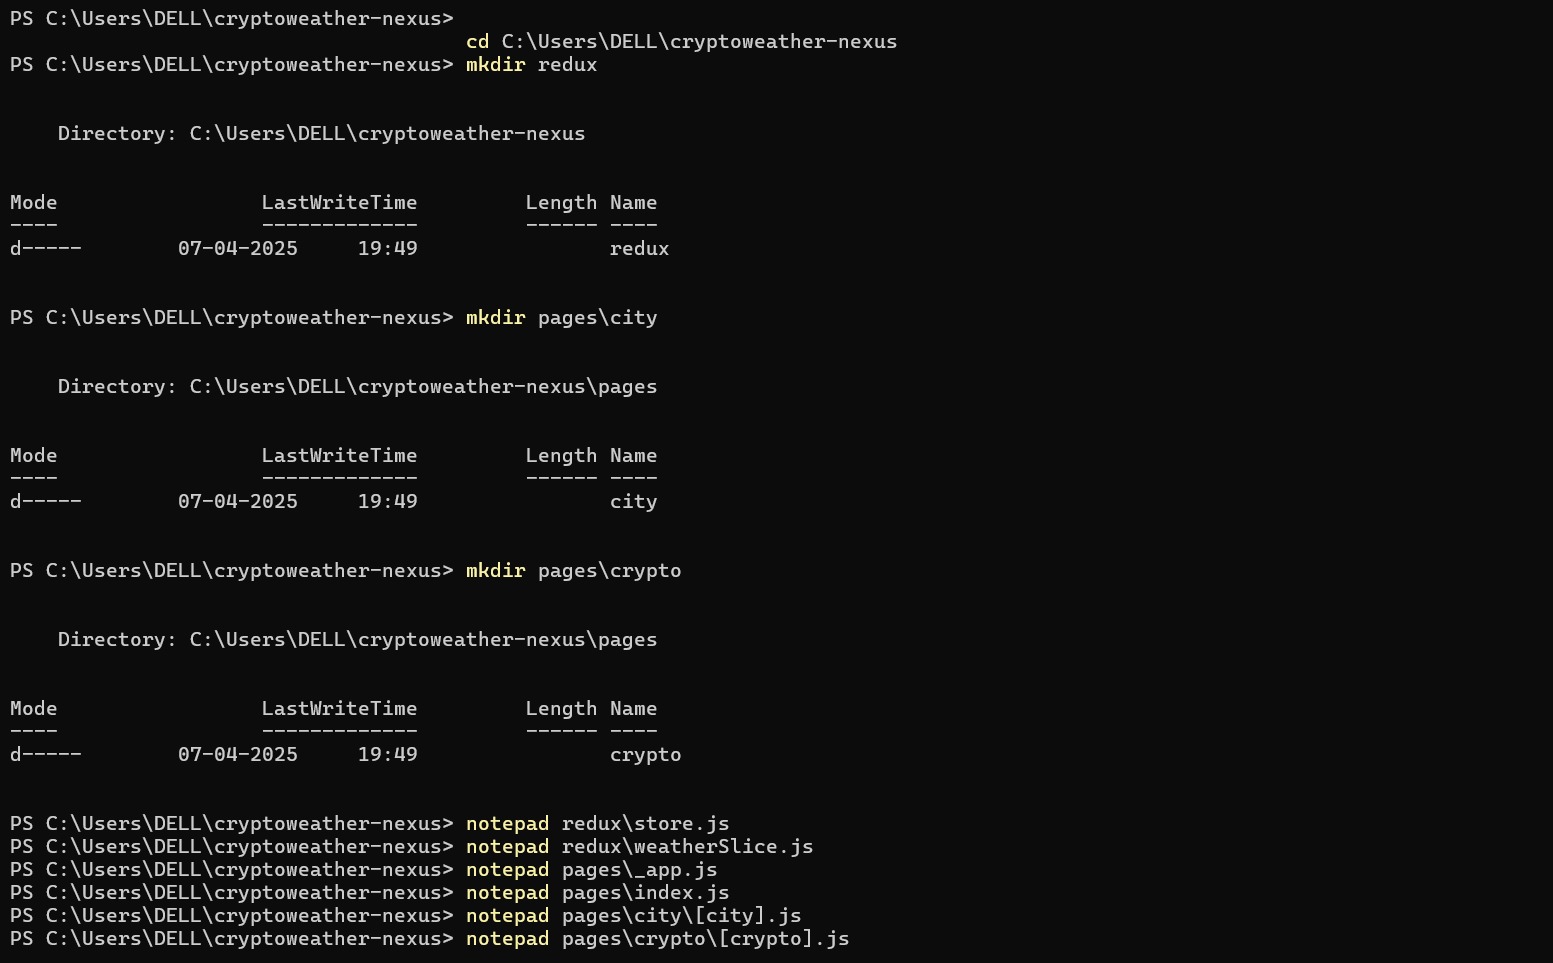 PS C:\Users\DELL\cryptoweather-nexus>
cd C:\Users\DELL\cryptoweather-nexus
PS C:\Users\DELL\cryptoweather-nexus> mkdir redux
Directory: C:\Users\DELL\cryptoweather-nexus
Mode                 LastWriteTime         Length Name
----                 -------------         ------ ----
d-----        07-04-2025     19:49                redux
PS C:\Users\DELL\cryptoweather-nexus> mkdir pages\city
Directory: C:\Users\DELL\cryptoweather-nexus\pages
Mode                 LastWriteTime         Length Name
----                 -------------         ------ ----
d-----        07-04-2025     19:49                city
PS C:\Users\DELL\cryptoweather-nexus> mkdir pages\crypto
Directory: C:\Users\DELL\cryptoweather-nexus\pages
Mode                 LastWriteTime         Length Name
----                 -------------         ------ ----
d-----        07-04-2025     19:49                crypto
PS C:\Users\DELL\cryptoweather-nexus> notepad redux\store.js
PS C:\Users\DELL\cryptoweather-nexus> notepad redux\weatherSlice.js
PS C:\Users\DELL\cryptoweather-nexus> notepad pages\_app.js
PS C:\Users\DELL\cryptoweather-nexus> notepad pages\index.js
PS C:\Users\DELL\cryptoweather-nexus> notepad pages\city\[city].js
PS C:\Users\DELL\cryptoweather-nexus> notepad pages\crypto\[crypto].js